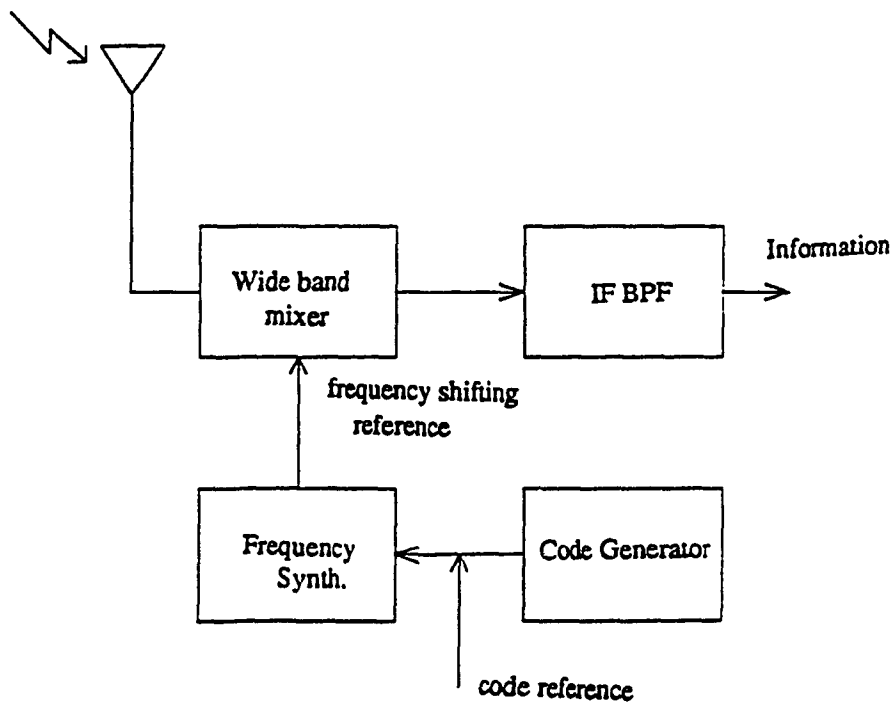 Information
Wide band
mixer
IF BPF
frequency shifting
reference
Frequency
Synth.
Code Generator
code reference